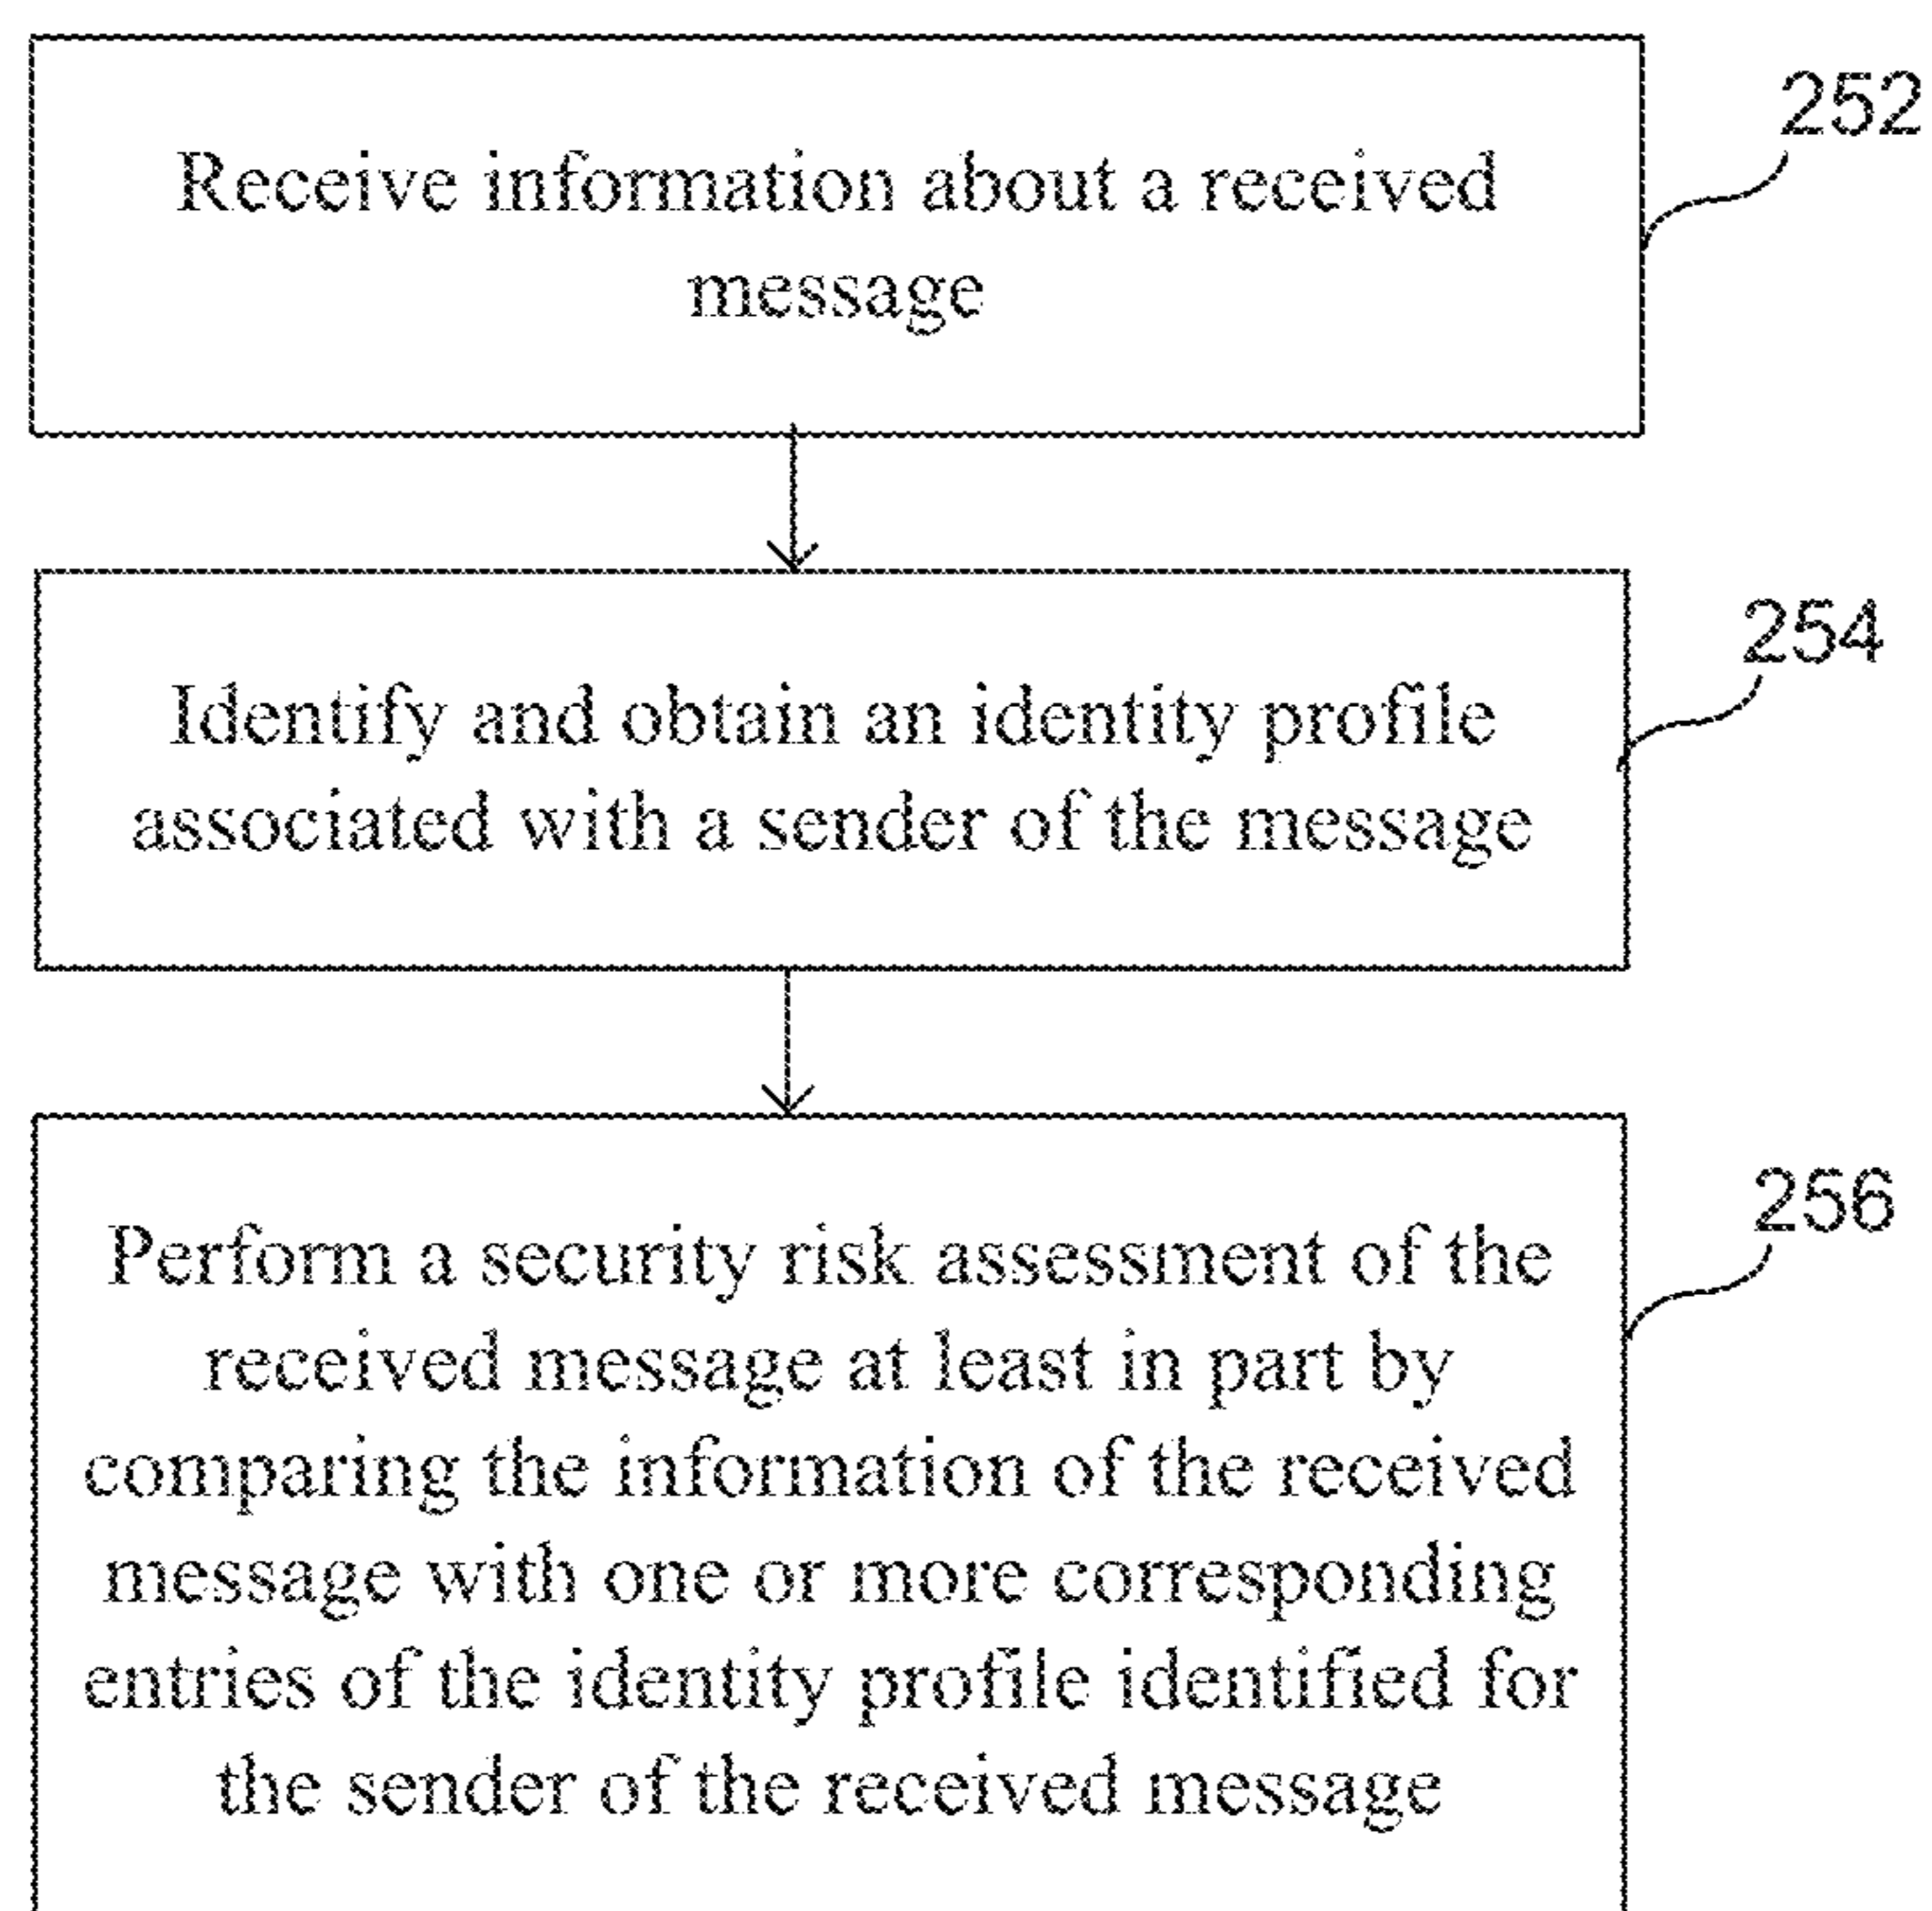 252
Receive information about a received
message
254
Identify and obtain an identity profile
associated with a sender of the message
256
Perform a security risk assessment of the
received message at least in part by
comparing the information of the received
message with one or more corresponding
entries of the identity profile identified for
the sender of the received message